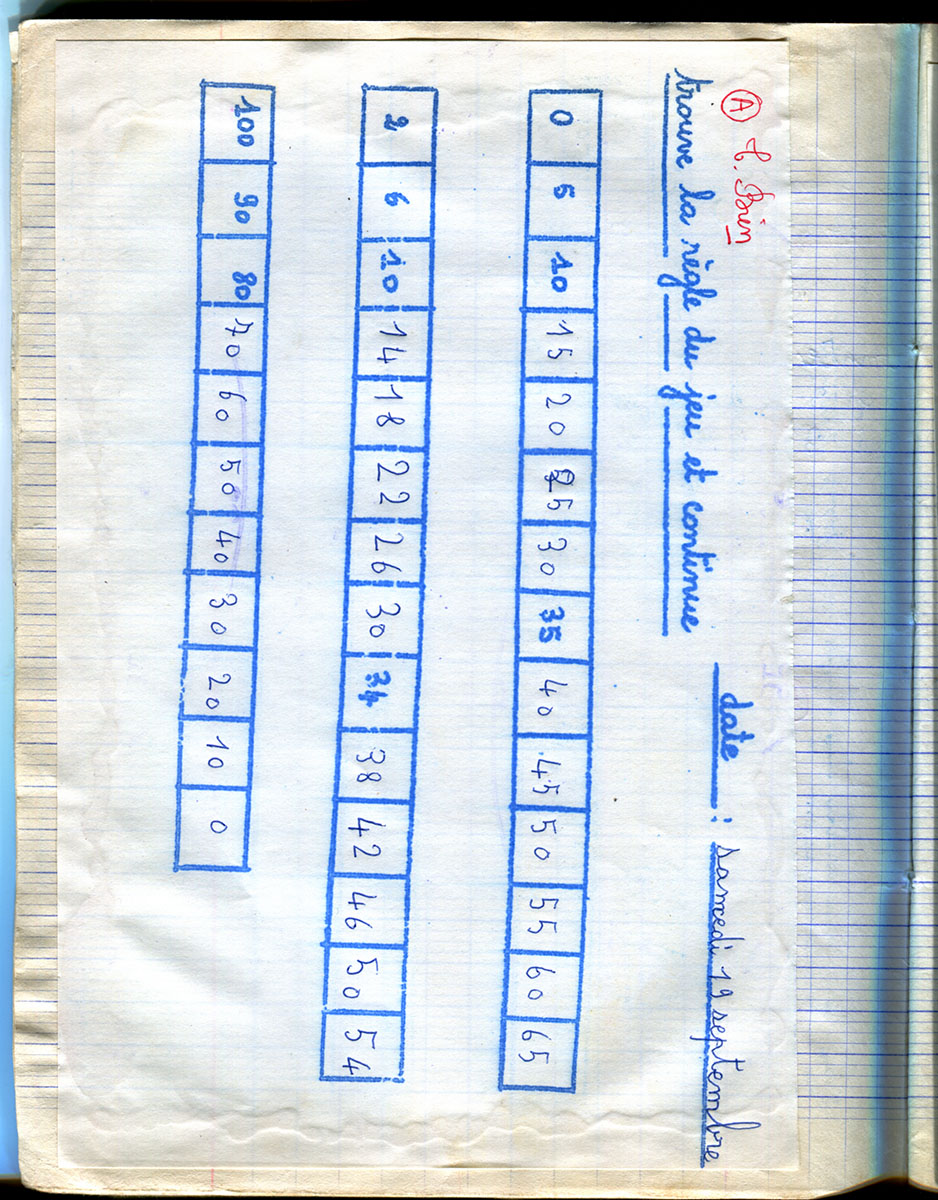 A T. Bien
date : samedi 19 septembre
trouve la règle du jeu et continue
0 5 10 15 20 25 30 35 40 45 50 55 60 65
2 6 10 14 18 22 26 30 34 38 42 46 50 54
100 90 80 70 60 50 40 30 20 10 0